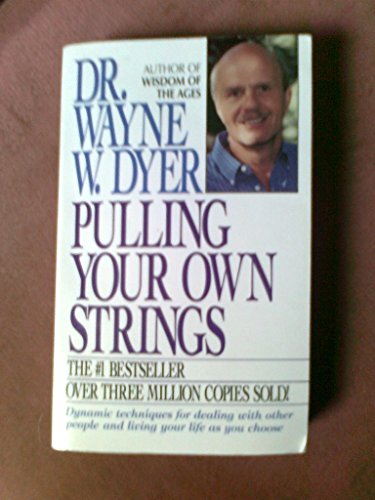 DR.
WAYNE
W. DYER
AUTHOR OF
WISDOM OF
THE AGES
PULLING
YOUR OWN
STRINGS
THE #1 BESTSELLER
OVER THREE MILLION COPIES SOLD!
Dynamic techniques for dealing with other
people and living your life as you choose